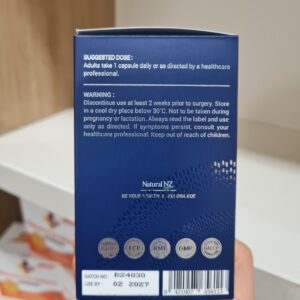 SUGGESTED DOSE :
Adults take 1 capsule daily or as directed by a healthcare
professional.
WARNING :
Discontinue use at least 2 weeks prior to surgery. Store
in a cool dry place below 30°C. Not to be taken during
pregnancy or lactation. Always read the label and use
only as directed. If symptoms persist, consult your
healthcare professional. Keep out of reach of children.
Natural NZ
FCP
GMP
HACCP
BATCH NO : B24030
USE BY : 02 2027